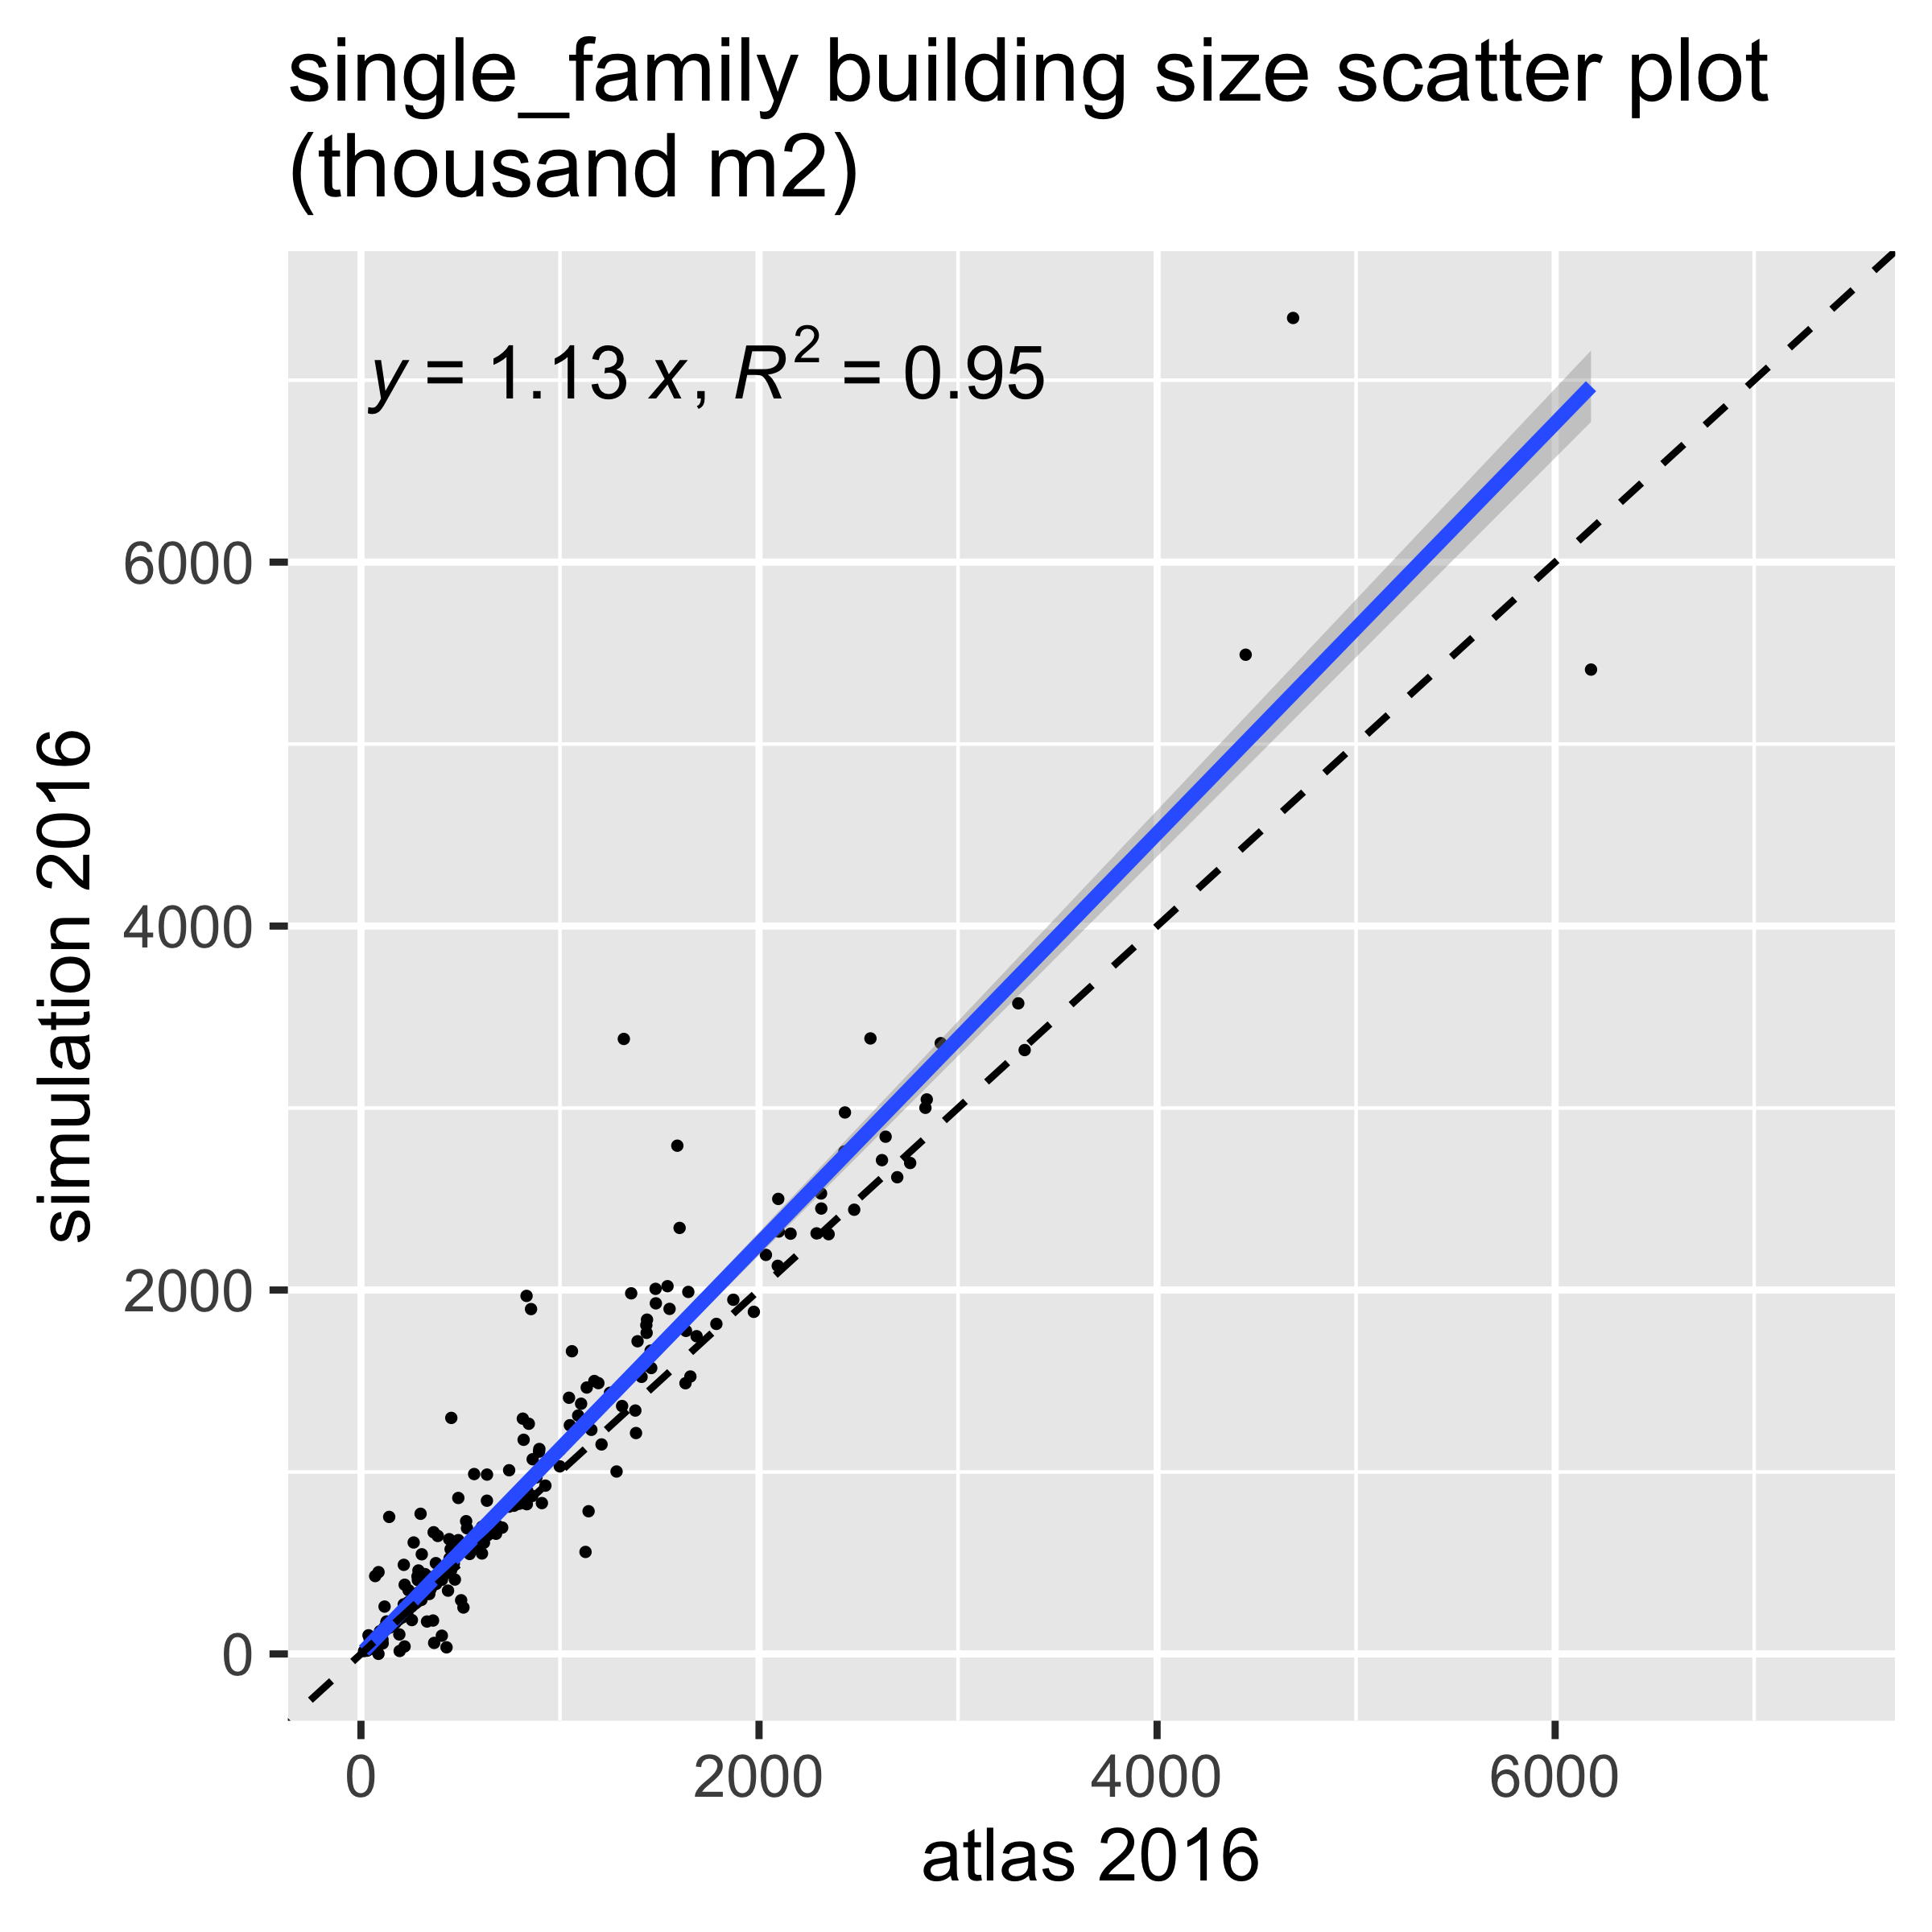 single_family building size scatter plot
(thousand m2)
y = 1.13 x, R² = 0.95
6000
4000
2000
0
simulation 2016
0 2000 4000 6000
atlas 2016